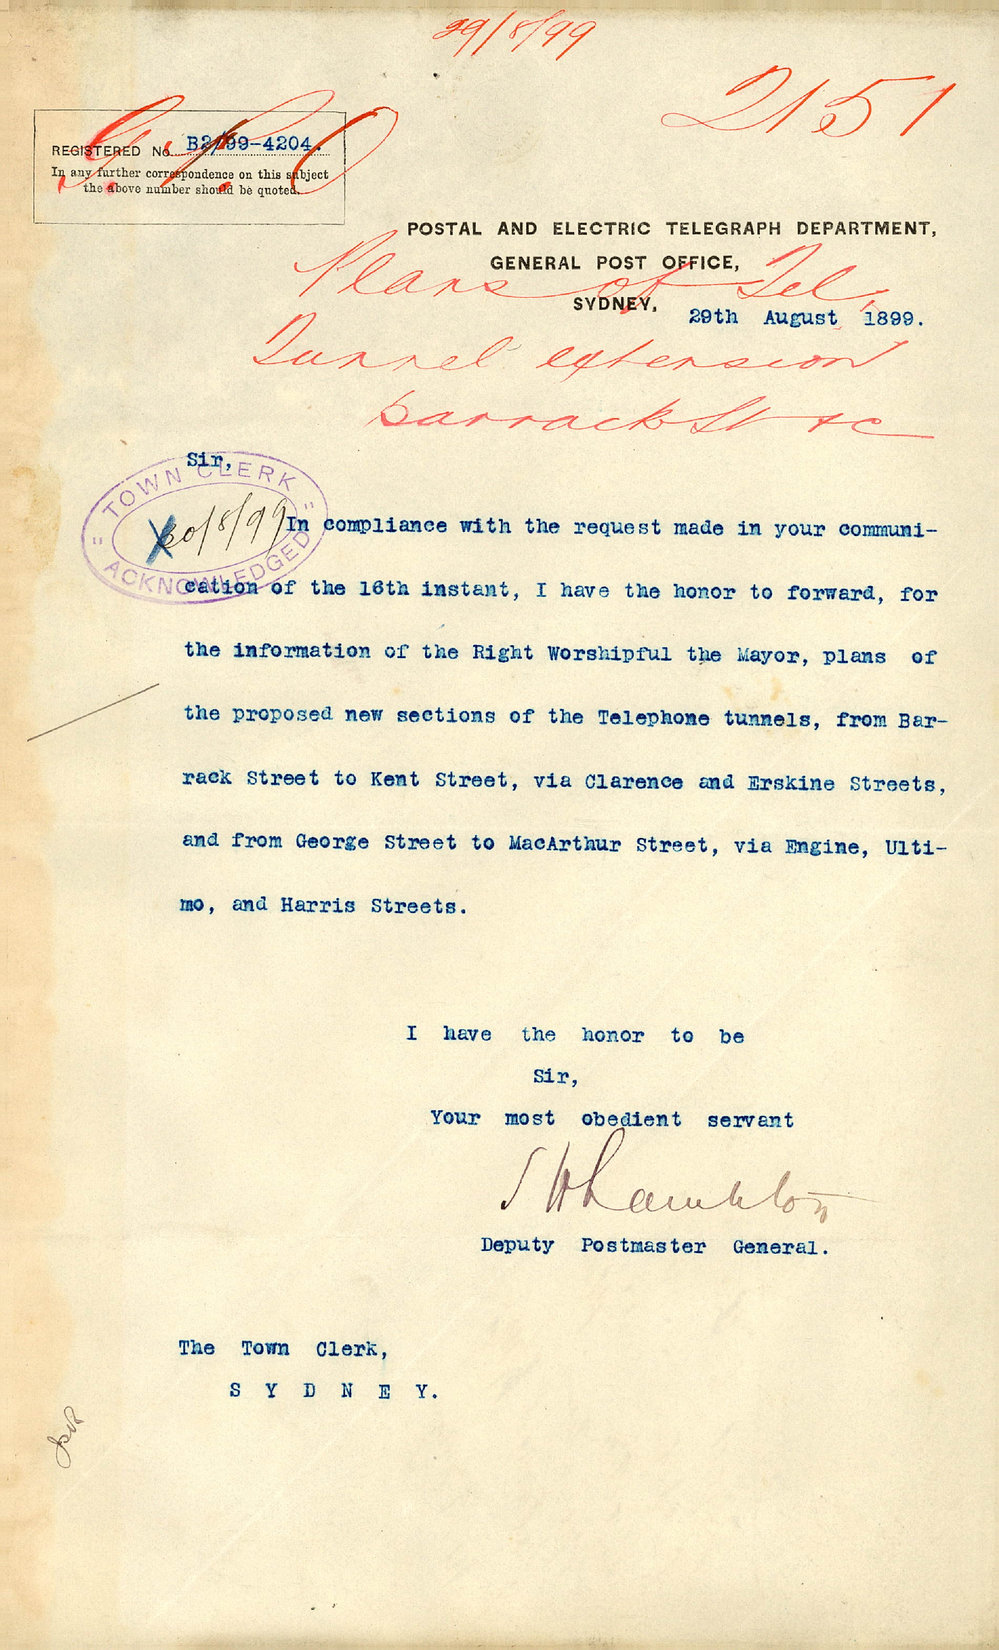 29/8/99
2151
G.P.O
REGISTERED No. B2/99-4204.
In any further correspondence on this subject
the above number should be quoted.
POSTAL AND ELECTRIC TELEGRAPH DEPARTMENT,
GENERAL POST OFFICE,
SYDNEY,
29th August 1899.
Plans of Tel.
Tunnel extension
Barrack St &c
Sir,
TOWN CLERK
30/8/99
ACKNOWLEDGED
In compliance with the request made in your communi-
cation of the 16th instant, I have the honor to forward, for
the information of the Right Worshipful the Mayor, plans of
the proposed new sections of the Telephone tunnels, from Bar-
rack Street to Kent Street, via Clarence and Erskine Streets,
and from George Street to MacArthur Street, via Engine, Ulti-
mo, and Harris Streets.
I have the honor to be
Sir,
Your most obedient servant
S H Lambton
Deputy Postmaster General.
The Town Clerk,
S Y D N E Y.